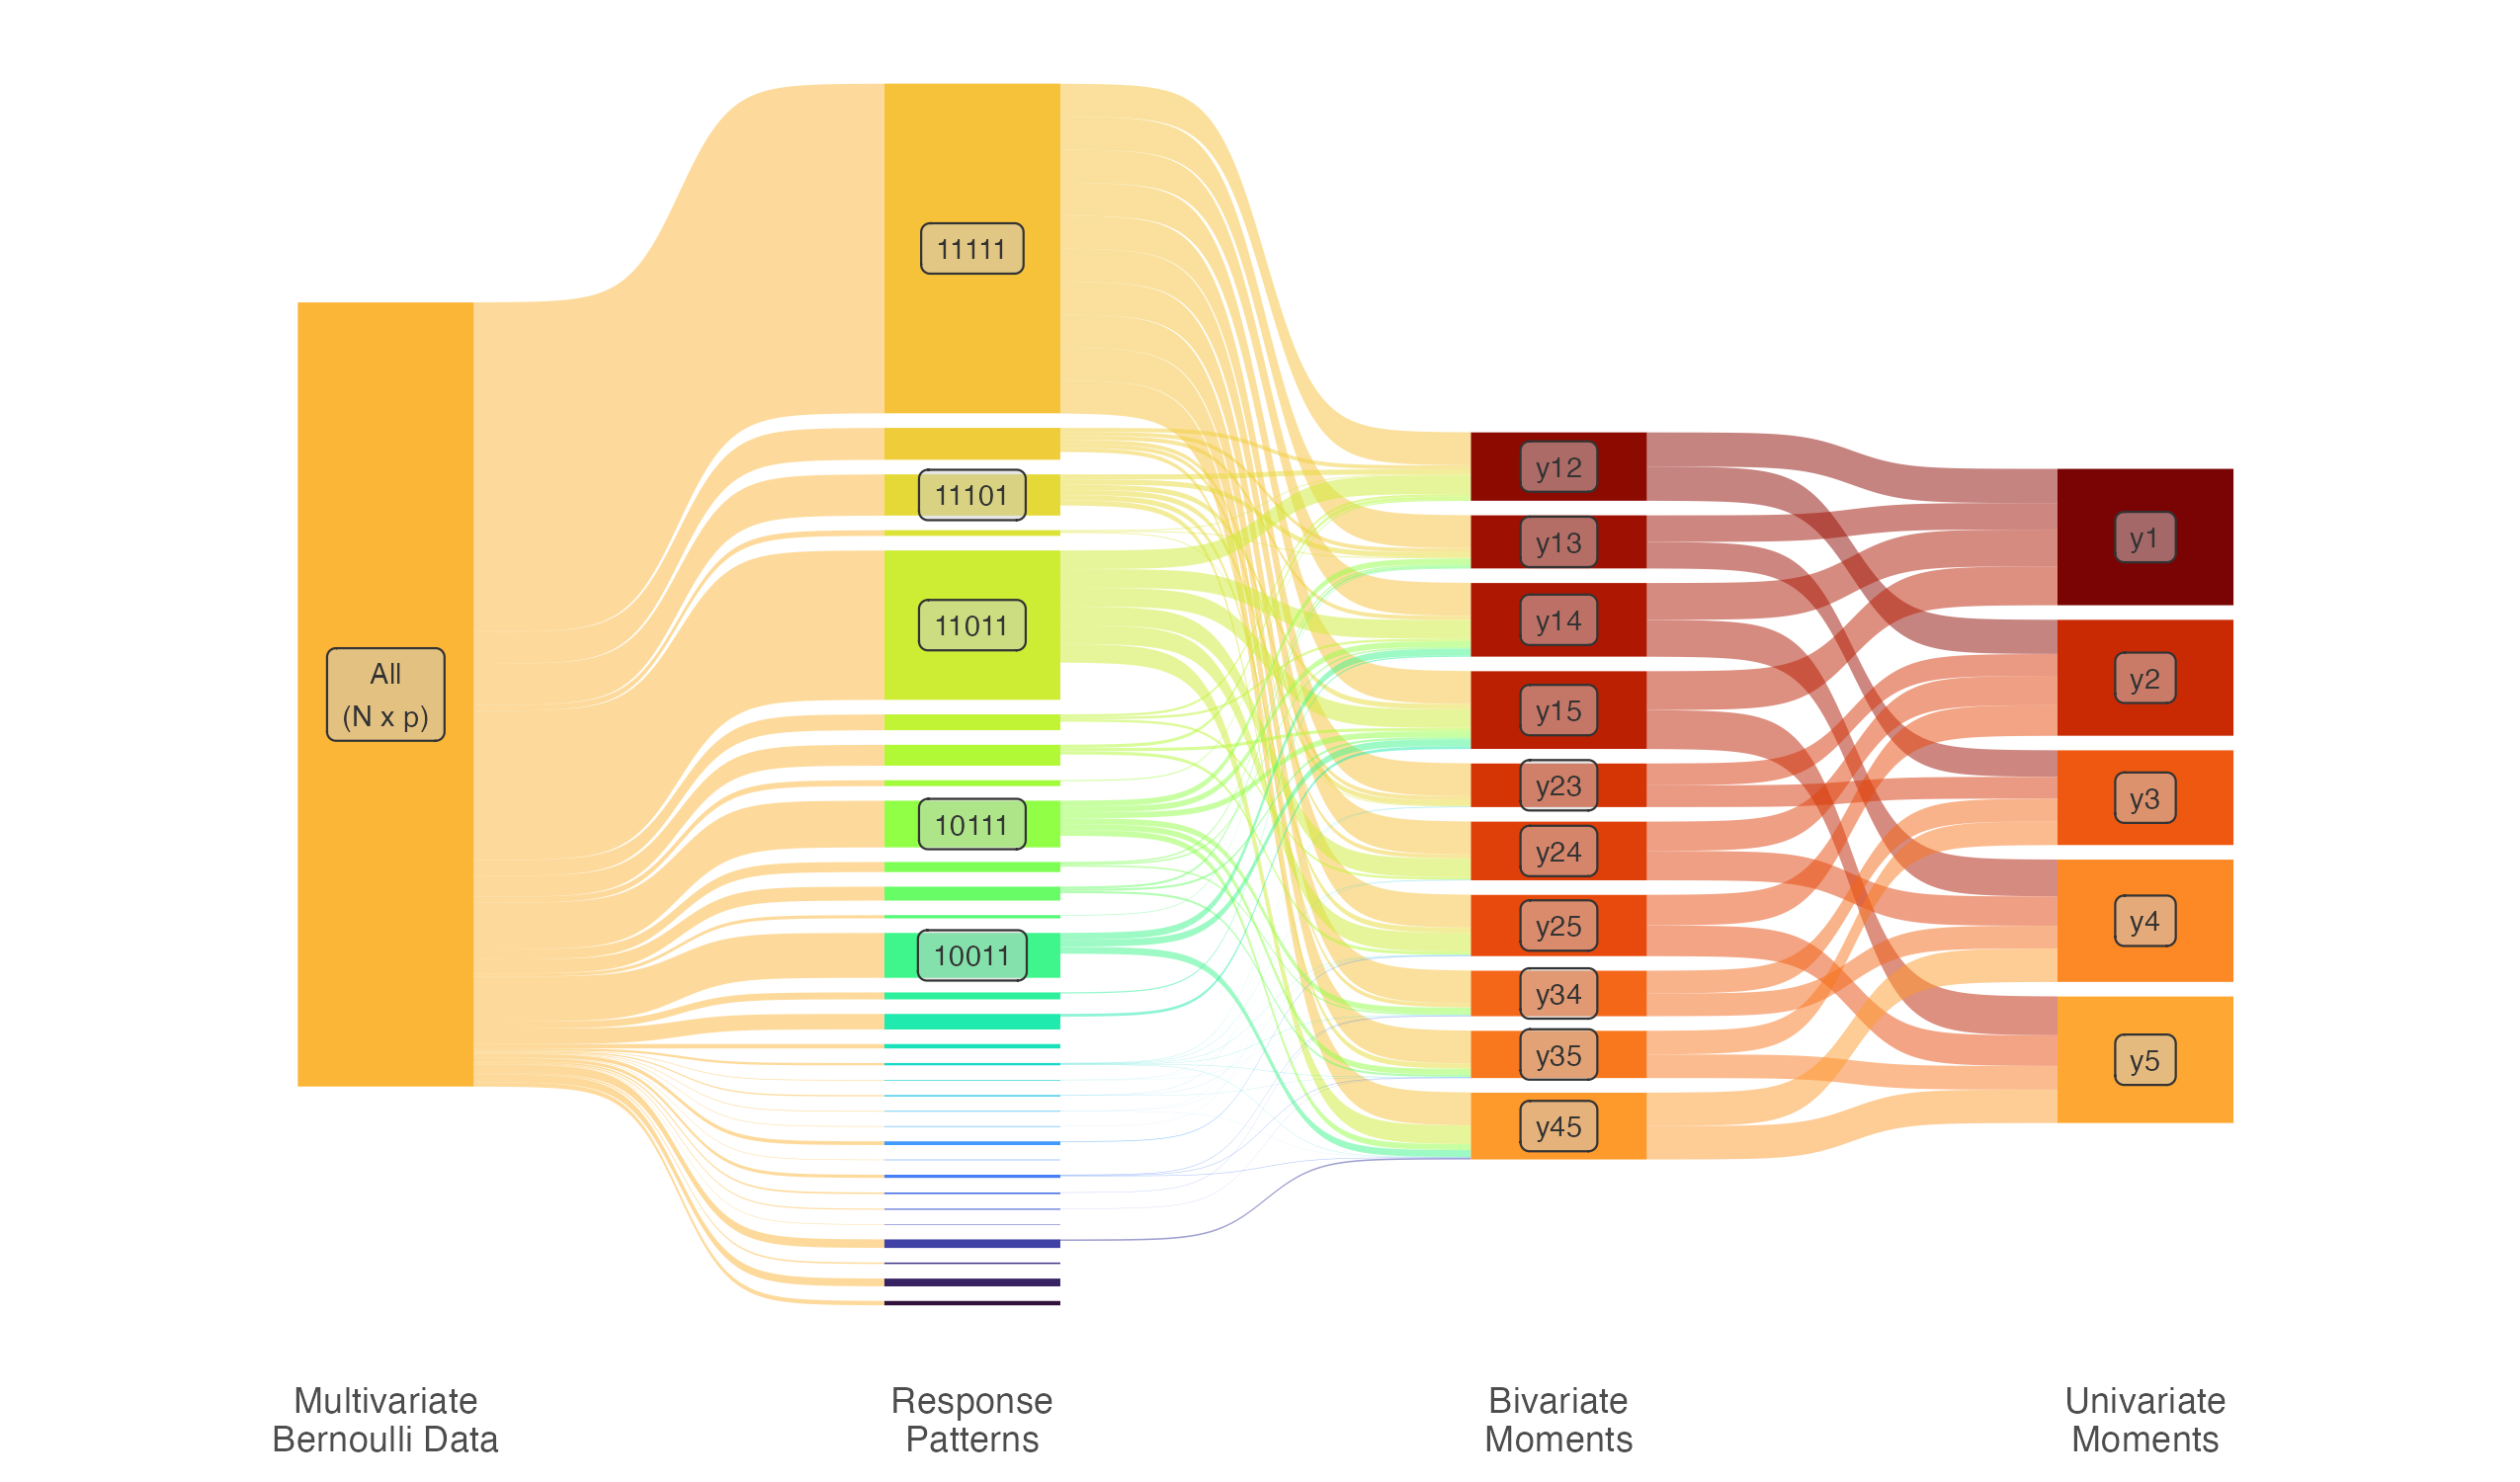 All
(N x p)
11111
11101
11011
10111
10011
y12
y13
y14
y15
y23
y24
y25
y34
y35
y45
y1
y2
y3
y4
y5
Multivariate
Bernoulli Data
Response
Patterns
Bivariate
Moments
Univariate
Moments